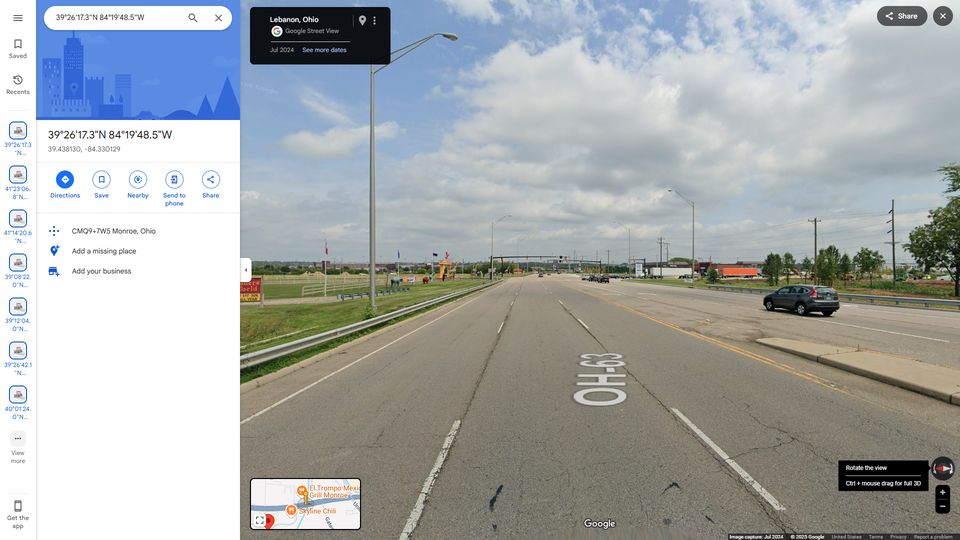 39°26'17.3"N 84°19'48.5"W
Saved
Recents
39°26'17.3
"N...
41°23'06.
8"N...
41°14'20.6
"N...
39°08'22.
0"N...
39°12'04.
0"N...
39°26'42.1
"N...
40°01'24.
0"N...
View
more
Get the
app
39°26'17.3"N 84°19'48.5"W
39.438130, -84.330129
Directions
Save
Nearby
Send to
phone
Share
CMQ9+7W5 Monroe, Ohio
Add a missing place
Add your business
Lebanon, Ohio
Google Street View
Jul 2024
See more dates
Share
OH-63
El Trompo Mexic
Grill Monroe
Skyline Chili
Rotate the view
Ctrl + mouse drag for full 3D
Google
Image capture: Jul 2024
© 2025 Google
United States
Terms
Privacy
Report a problem